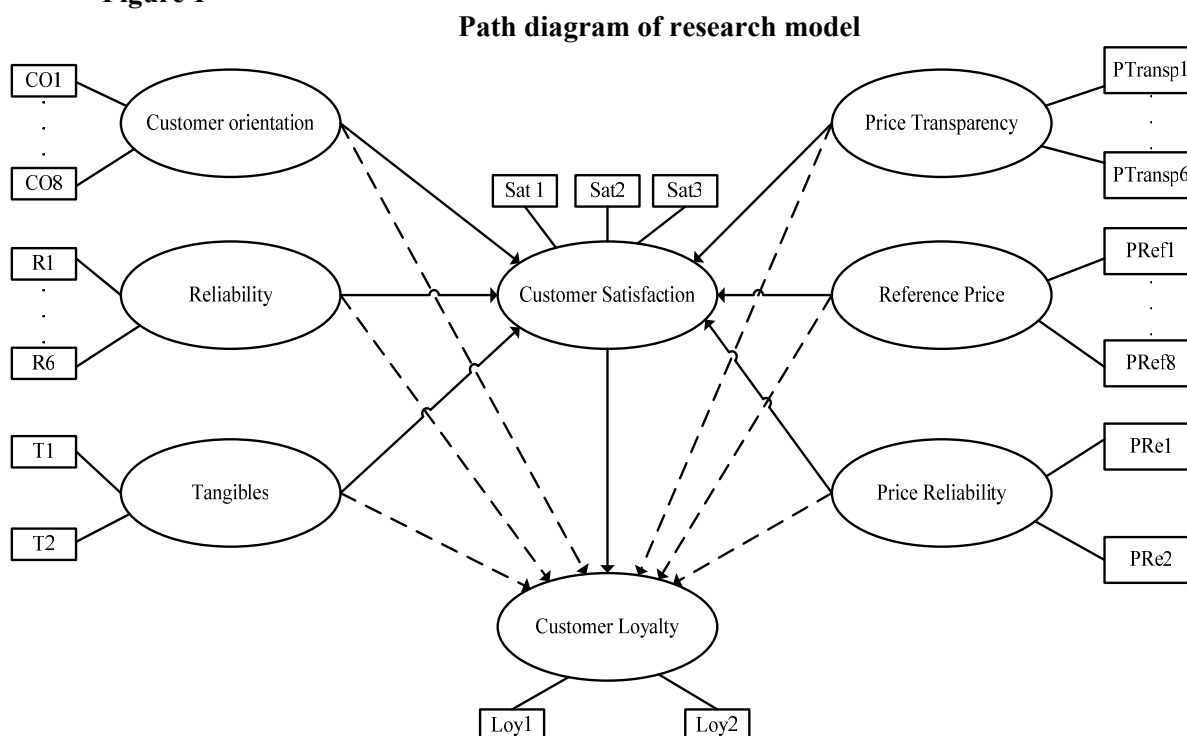 Figure 1
Path diagram of research model
CO1
CO8
Customer orientation
R1
R6
Reliability
T1
T2
Tangibles
Sat 1
Sat2
Sat3
Customer Satisfaction
Customer Loyalty
Loy1
Loy2
Price Transparency
PTransp1
PTransp6
Reference Price
PRef1
PRef8
Price Reliability
PRe1
PRe2